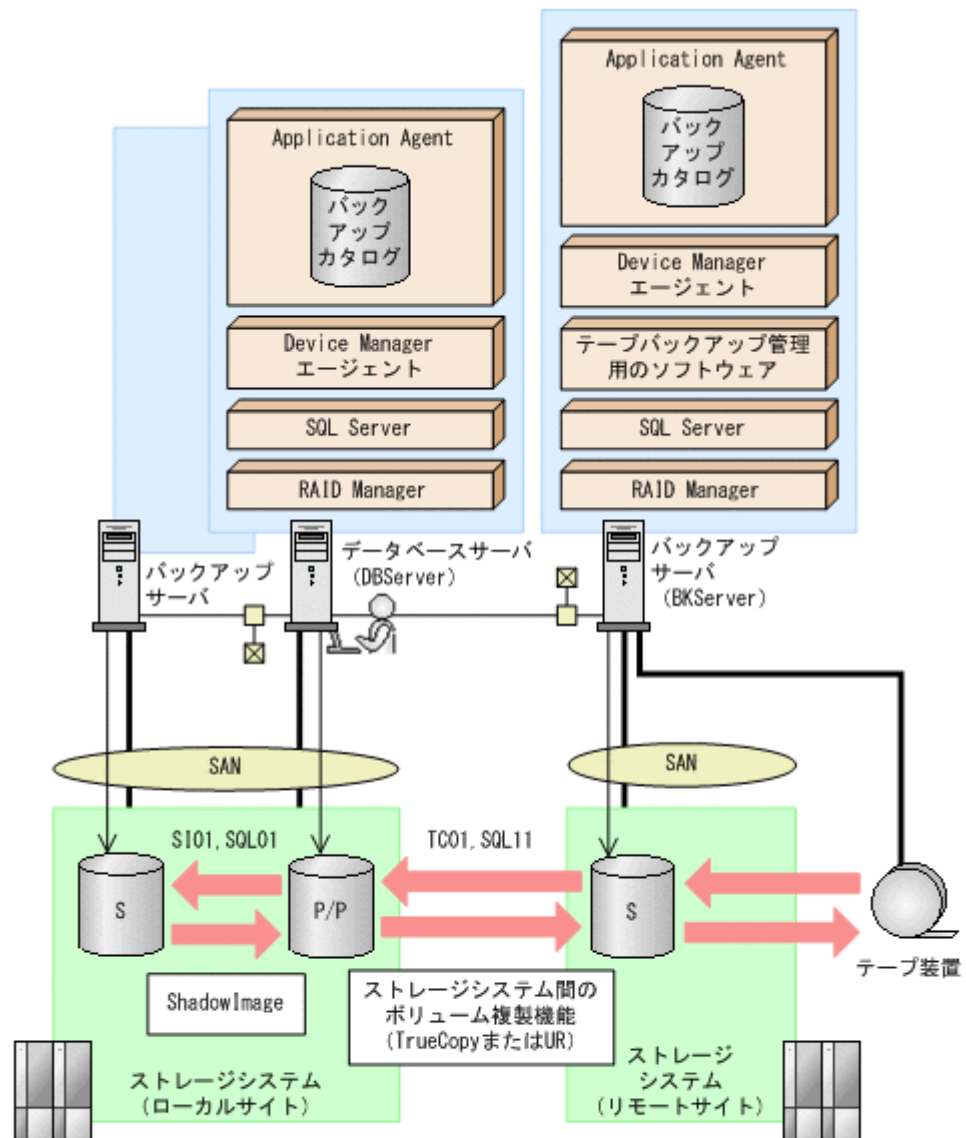 Application Agent
バック
アップ
カタログ
Device Manager
エージェント
SQL Server
RAID Manager
Application Agent
バック
アップ
カタログ
Device Manager
エージェント
テープバックアップ管理
用のソフトウェア
SQL Server
RAID Manager
バックアップ
サーバ
データベースサーバ
(DBServer)
バックアップ
サーバ
(BKServer)
SAN
SAN
SI01,SQL01
TC01,SQL11
S
P/P
S
テープ装置
ShadowImage
ストレージシステム間の
ボリューム複製機能
(TrueCopyまたはUR)
ストレージシステム
(ローカルサイト)
ストレージ
システム
(リモートサイト)